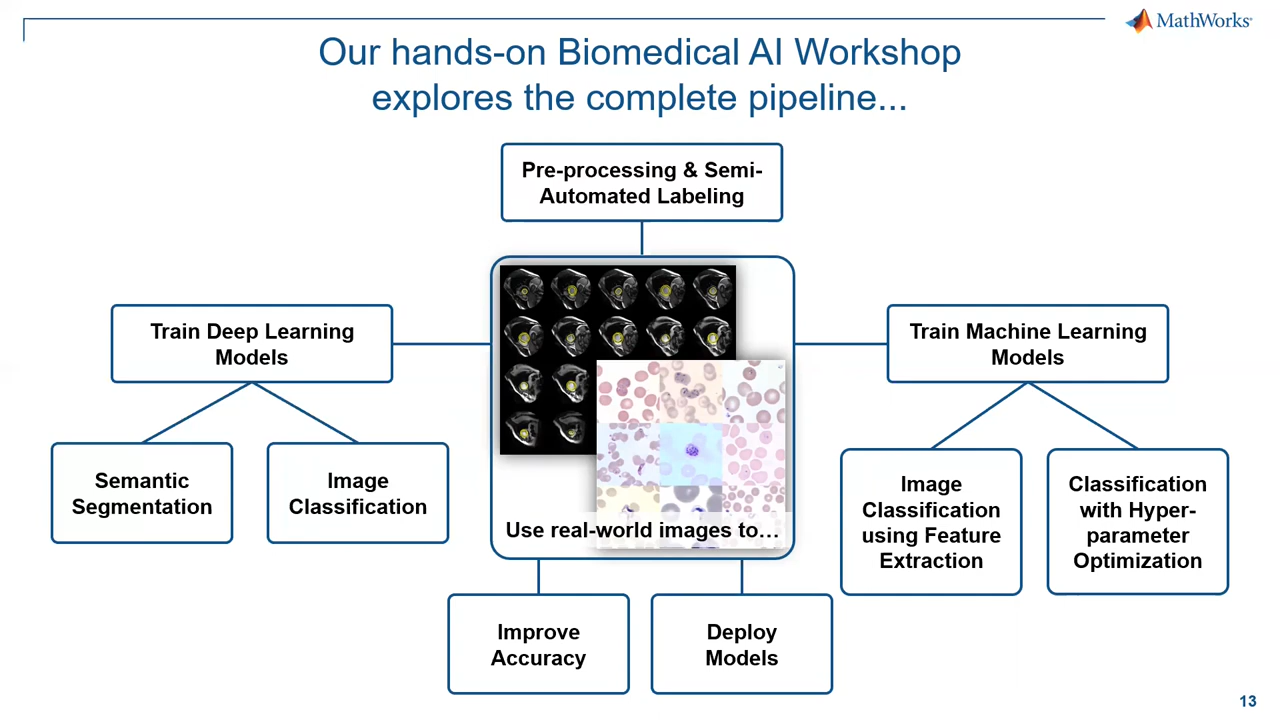 MathWorks
Our hands-on Biomedical AI Workshop
explores the complete pipeline...
Pre-processing & Semi-
Automated Labeling
Train Deep Learning
Models
Train Machine Learning
Models
Semantic
Segmentation
Image
Classification
Use real-world images to…
Image
Classification
using Feature
Extraction
Classification
with Hyper-
parameter
Optimization
Improve
Accuracy
Deploy
Models
13